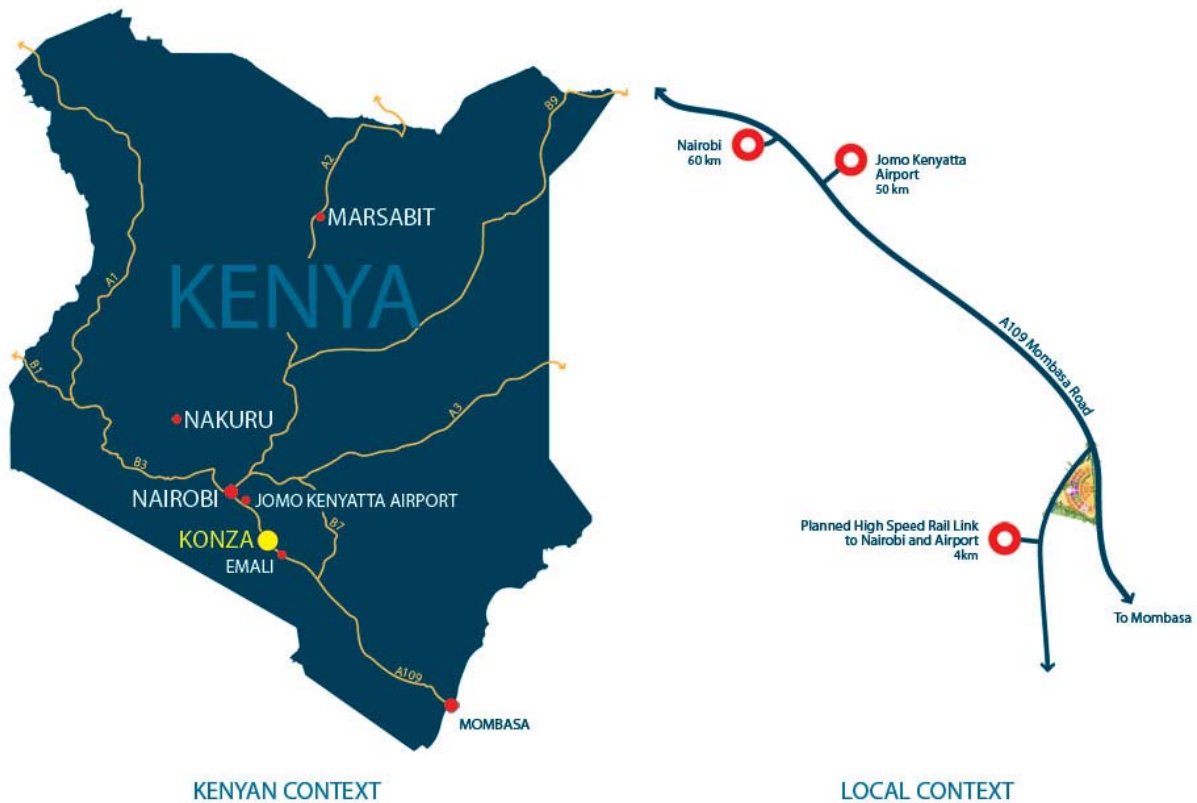 B9
A2
MARSABIT
KENYA
A1
B1
NAKURU
A3
B3
NAIROBI
JOMO KENYATTA AIRPORT
B7
KONZA
EMALI
A109
MOMBASA
KENYAN CONTEXT
Nairobi
60 km
Jomo Kenyatta
Airport
50 km
A109 Mombasa Road
Planned High Speed Rail Link
to Nairobi and Airport
4km
To Mombasa
LOCAL CONTEXT